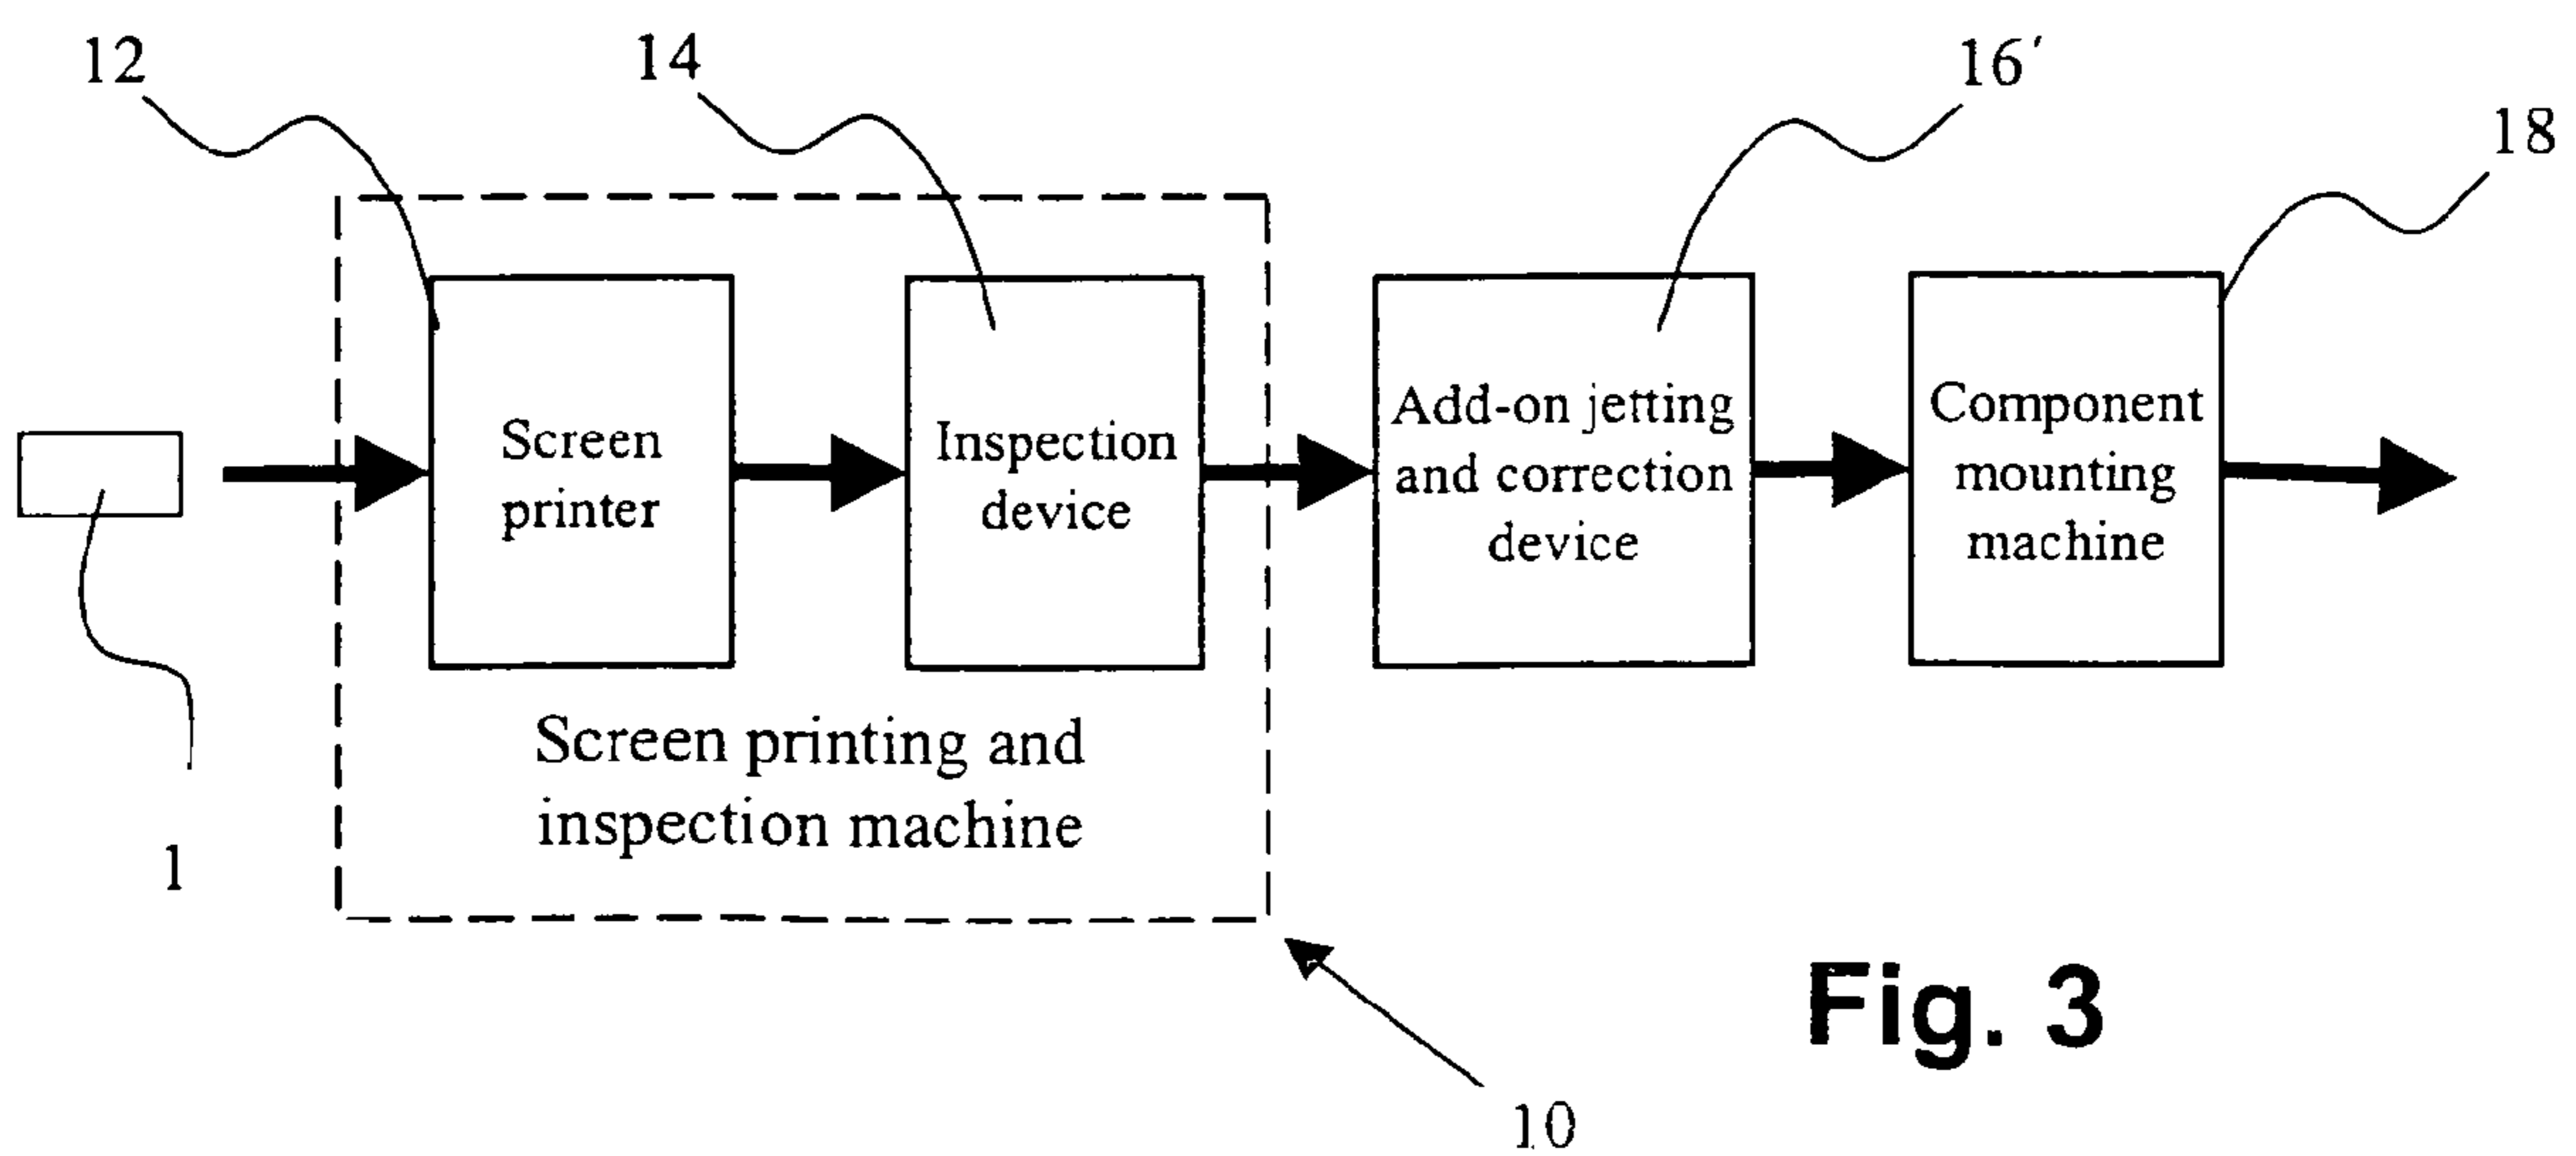 12
14
16′
18
Screen
printer
Inspection
device
Add-on jetting
and correction
device
Component
mounting
machine
Screen printing and
inspection machine
1
10
Fig. 3